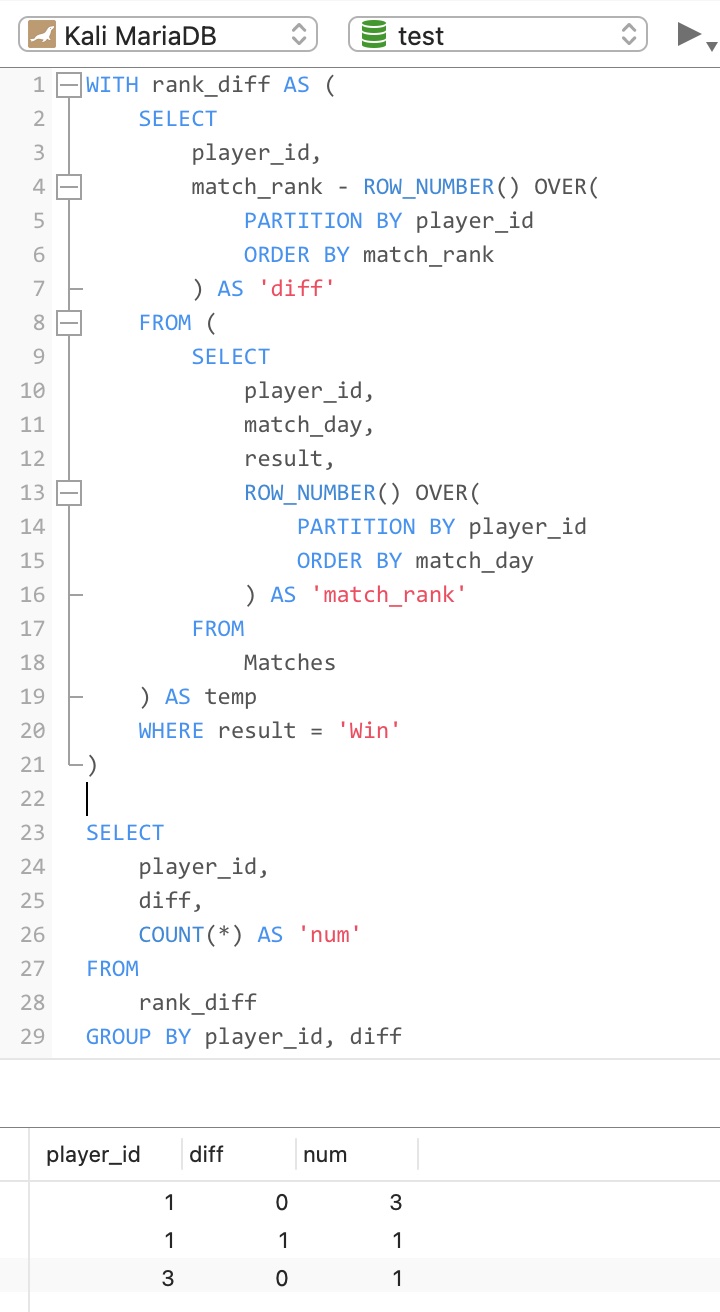 Kali MariaDB test
1 WITH rank_diff AS (
2 SELECT
3 player_id,
4 match_rank - ROW_NUMBER() OVER(
5 PARTITION BY player_id
6 ORDER BY match_rank
7 ) AS 'diff'
8 FROM (
9 SELECT
10 player_id,
11 match_day,
12 result,
13 ROW_NUMBER() OVER(
14 PARTITION BY player_id
15 ORDER BY match_day
16 ) AS 'match_rank'
17 FROM
18 Matches
19 ) AS temp
20 WHERE result = 'Win'
21 )
22
23 SELECT
24 player_id,
25 diff,
26 COUNT(*) AS 'num'
27 FROM
28 rank_diff
29 GROUP BY player_id, diff
player_id diff num
1 0 3
1 1 1
3 0 1